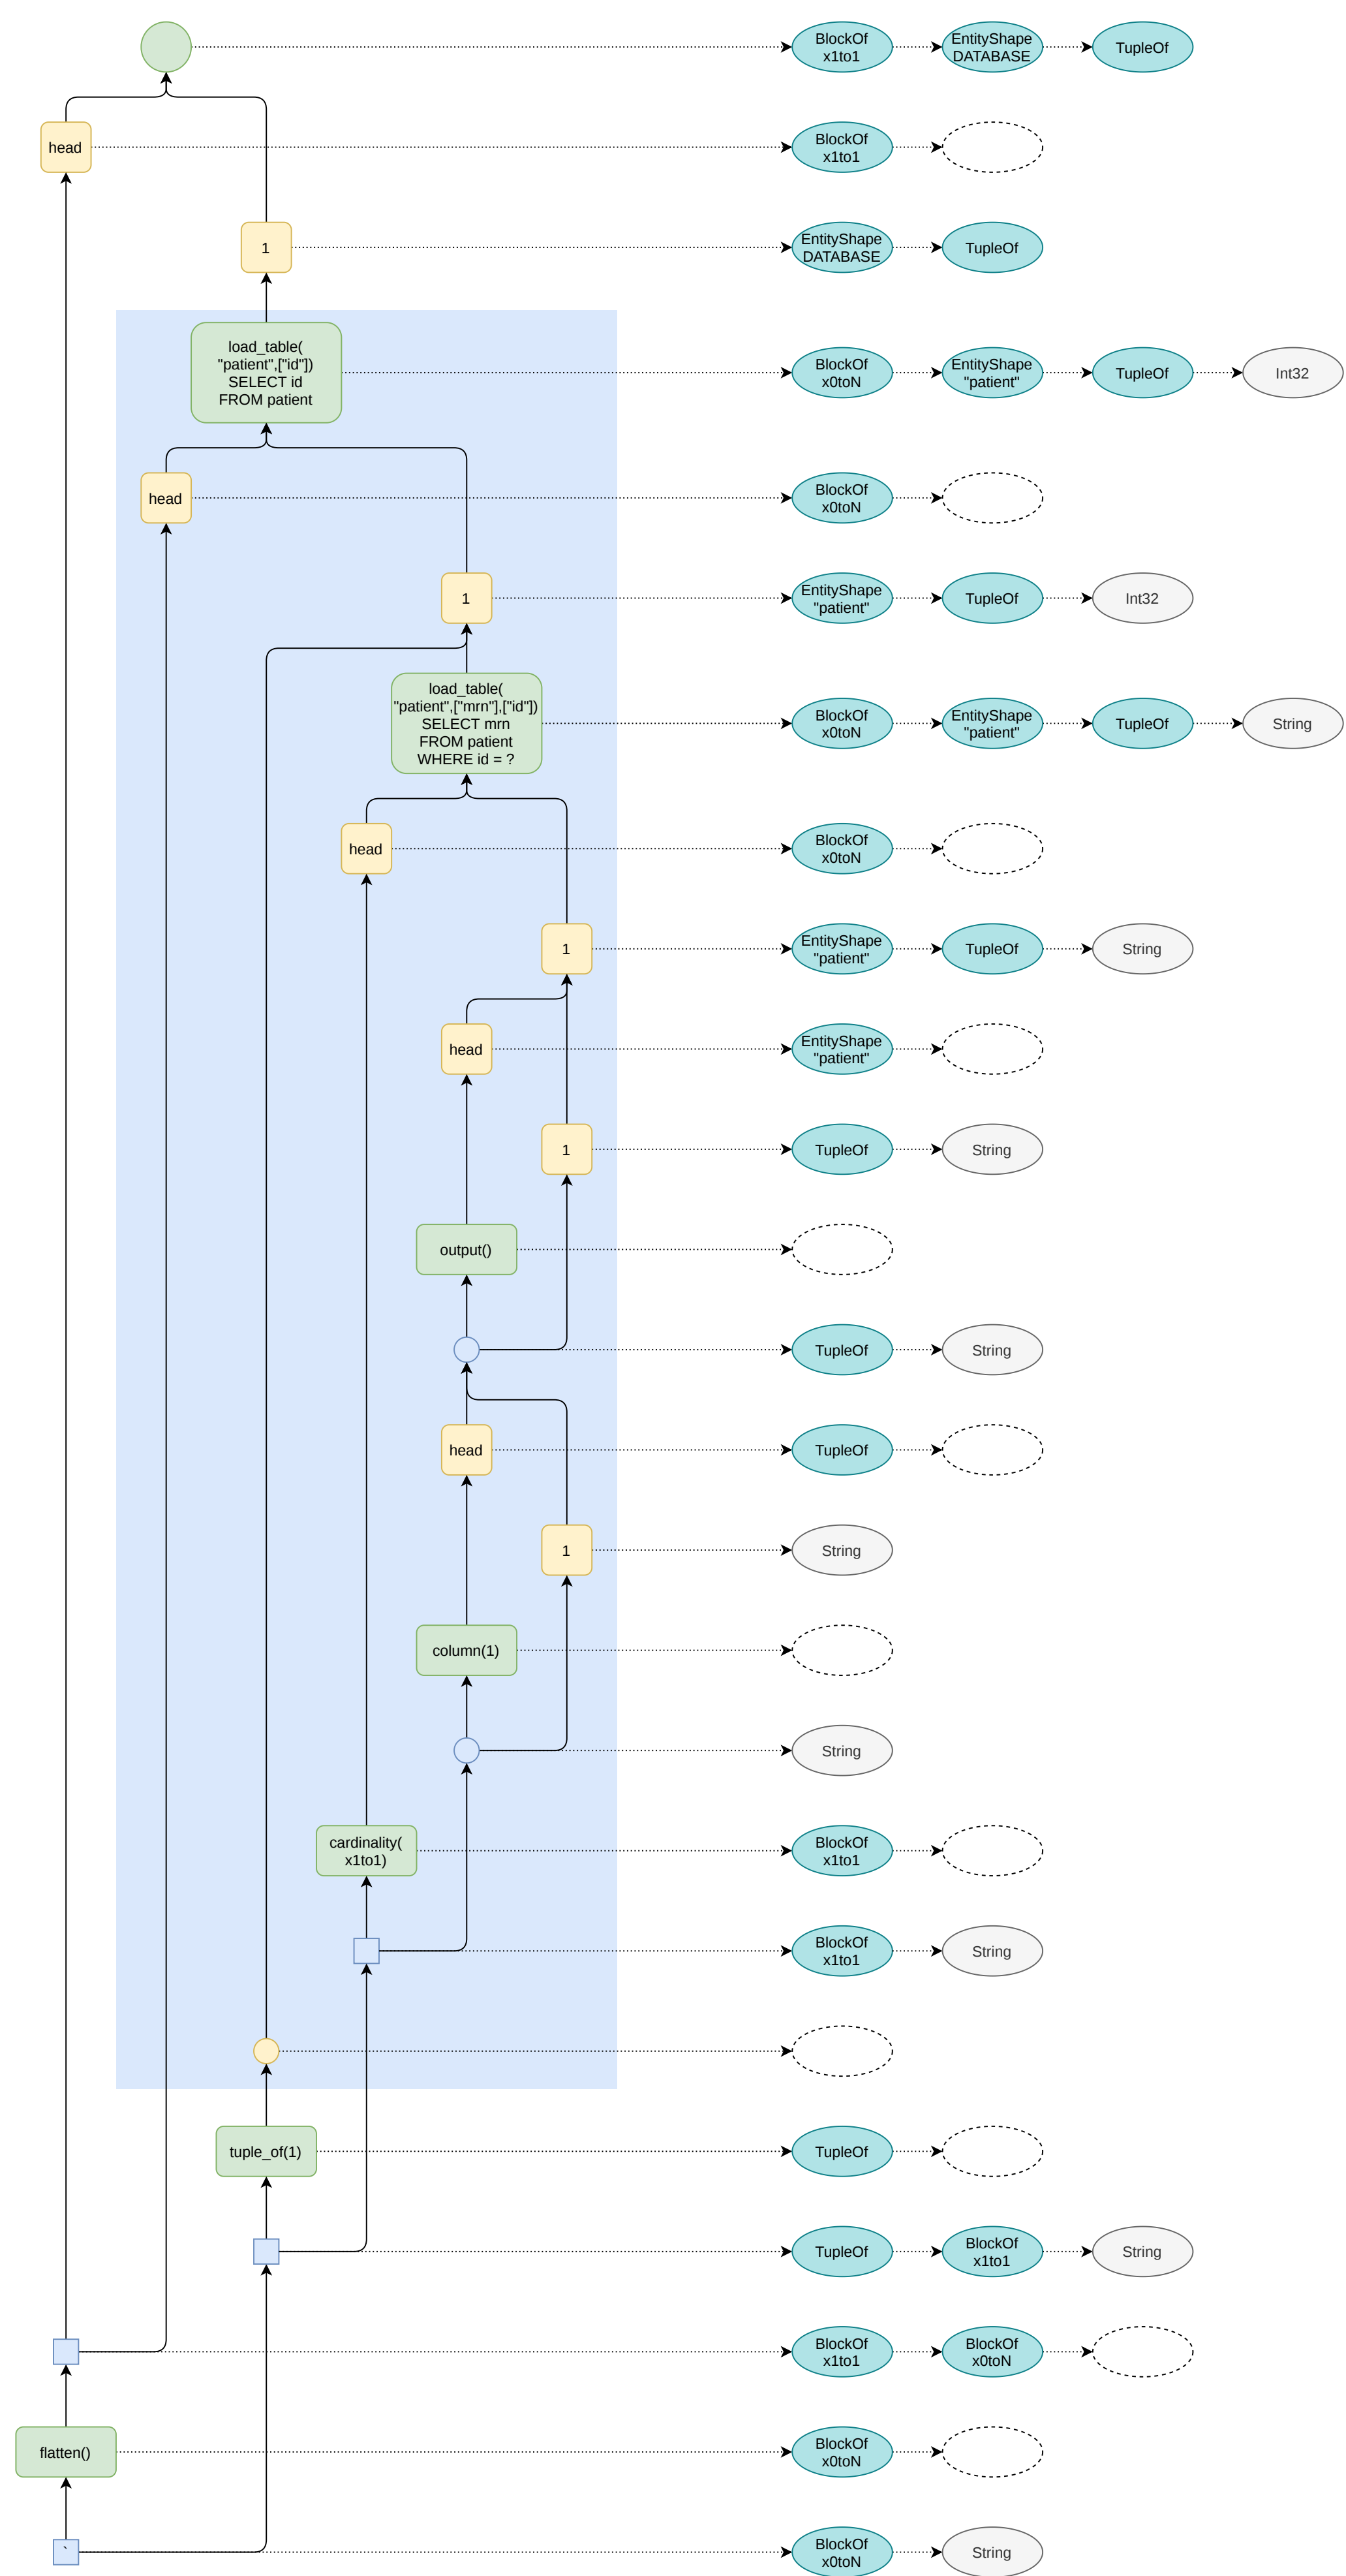 BlockOf
x1to1
EntityShape
DATABASE
TupleOf
head
BlockOf
x1to1
1
EntityShape
DATABASE
TupleOf
load_table(
"patient",["id"])
SELECT id
FROM patient
BlockOf
x0toN
EntityShape
"patient"
TupleOf
Int32
head
BlockOf
x0toN
1
EntityShape
"patient"
TupleOf
Int32
load_table(
"patient",["mrn"],["id"])
SELECT mrn
FROM patient
WHERE id = ?
BlockOf
x0toN
EntityShape
"patient"
TupleOf
String
head
BlockOf
x0toN
1
EntityShape
"patient"
TupleOf
String
head
EntityShape
"patient"
1
TupleOf
String
output()
TupleOf
String
head
TupleOf
1
String
column(1)
String
cardinality(
x1to1)
BlockOf
x1to1
BlockOf
x1to1
String
tuple_of(1)
TupleOf
TupleOf
BlockOf
x1to1
String
BlockOf
x1to1
BlockOf
x0toN
flatten()
BlockOf
x0toN
`
BlockOf
x0toN
String